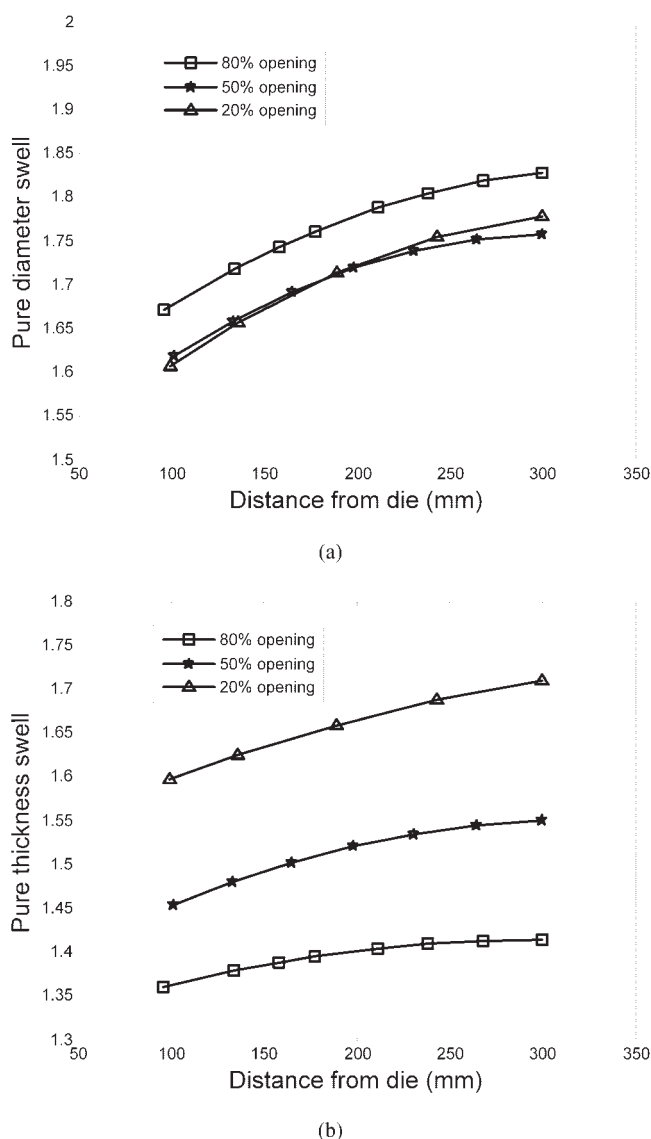 2
1.95
1.9
1.85
1.8
1.75
1.7
1.65
1.6
1.55
1.5
Pure diameter swell
80% opening
50% opening
20% opening
50 100 150 200 250 300 350
Distance from die (mm)
(a)
1.8
1.75
1.7
1.65
1.6
1.55
1.5
1.45
1.4
1.35
1.3
Pure thickness swell
80% opening
50% opening
20% opening
50 100 150 200 250 300 350
Distance from die (mm)
(b)